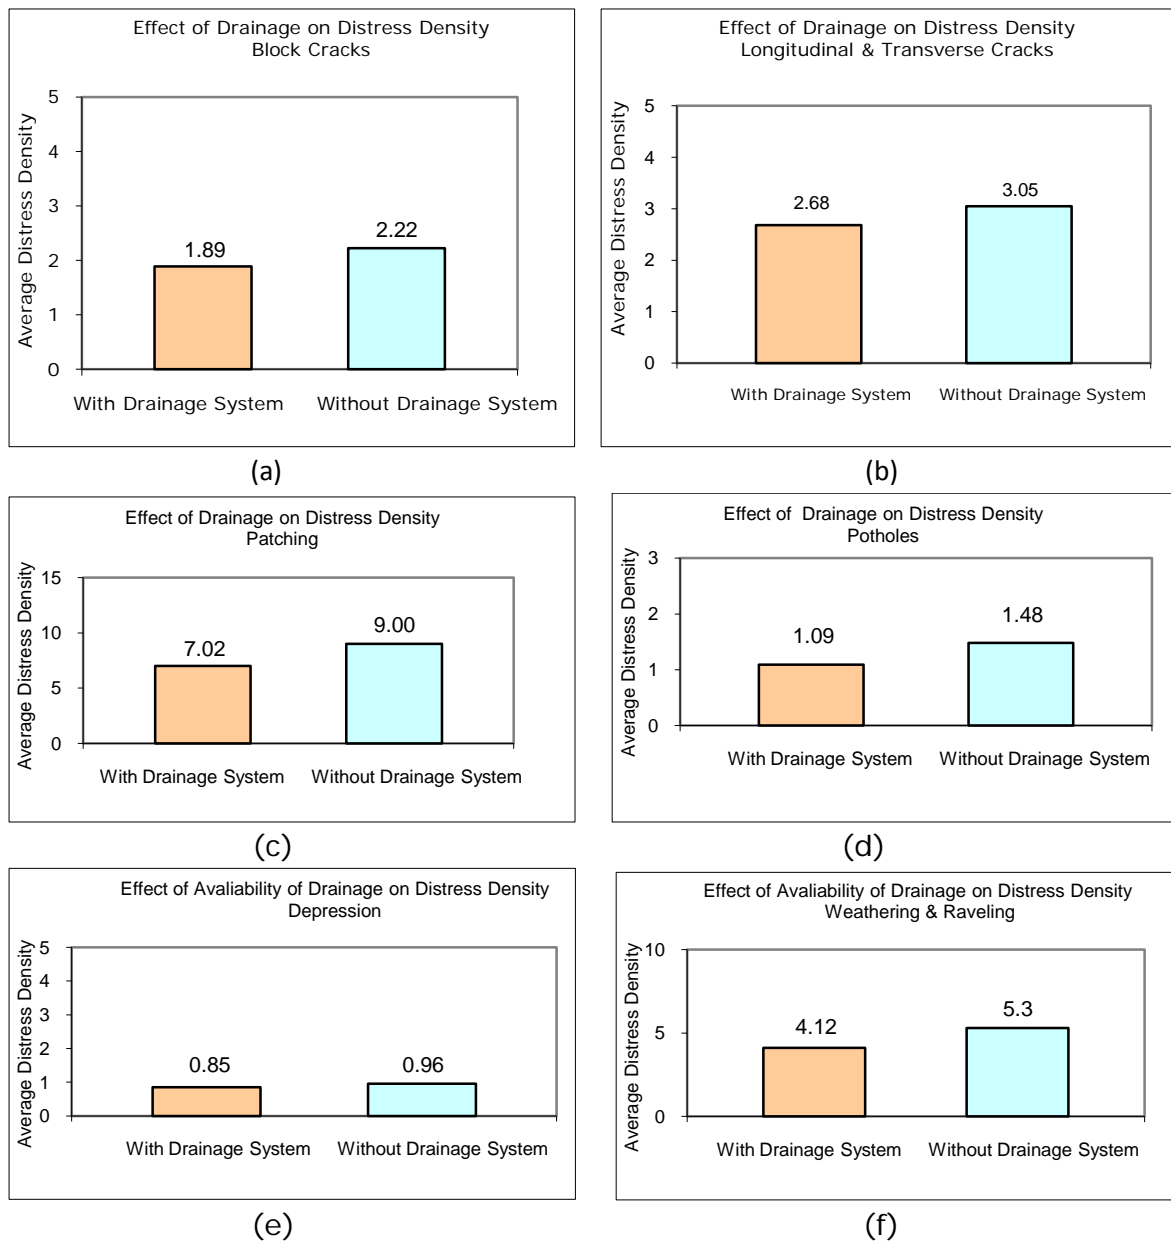 Effect of Drainage on Distress Density
Block Cracks
Average Distress Density
5
4
3
2
1
0
1.89
2.22
With Drainage System
Without Drainage System
(a)
Effect of Drainage on Distress Density
Longitudinal & Transverse Cracks
Average Distress Density
5
4
3
2
1
0
2.68
3.05
With Drainage System
Without Drainage System
(b)
Effect of Drainage on Distress Density
Patching
Average Distress Density
15
10
5
0
7.02
9.00
With Drainage System
Without Drainage System
(c)
Effect of Drainage on Distress Density
Potholes
Average Distress Density
3
2
1
0
1.09
1.48
With Drainage System
Without Drainage System
(d)
Effect of Avaliability of Drainage on Distress Density
Depression
Average Distress Density
5
4
3
2
1
0
0.85
0.96
With Drainage System
Without Drainage System
(e)
Effect of Avaliability of Drainage on Distress Density
Weathering & Raveling
Average Distress Density
10
5
0
4.12
5.3
With Drainage System
Without Drainage System
(f)